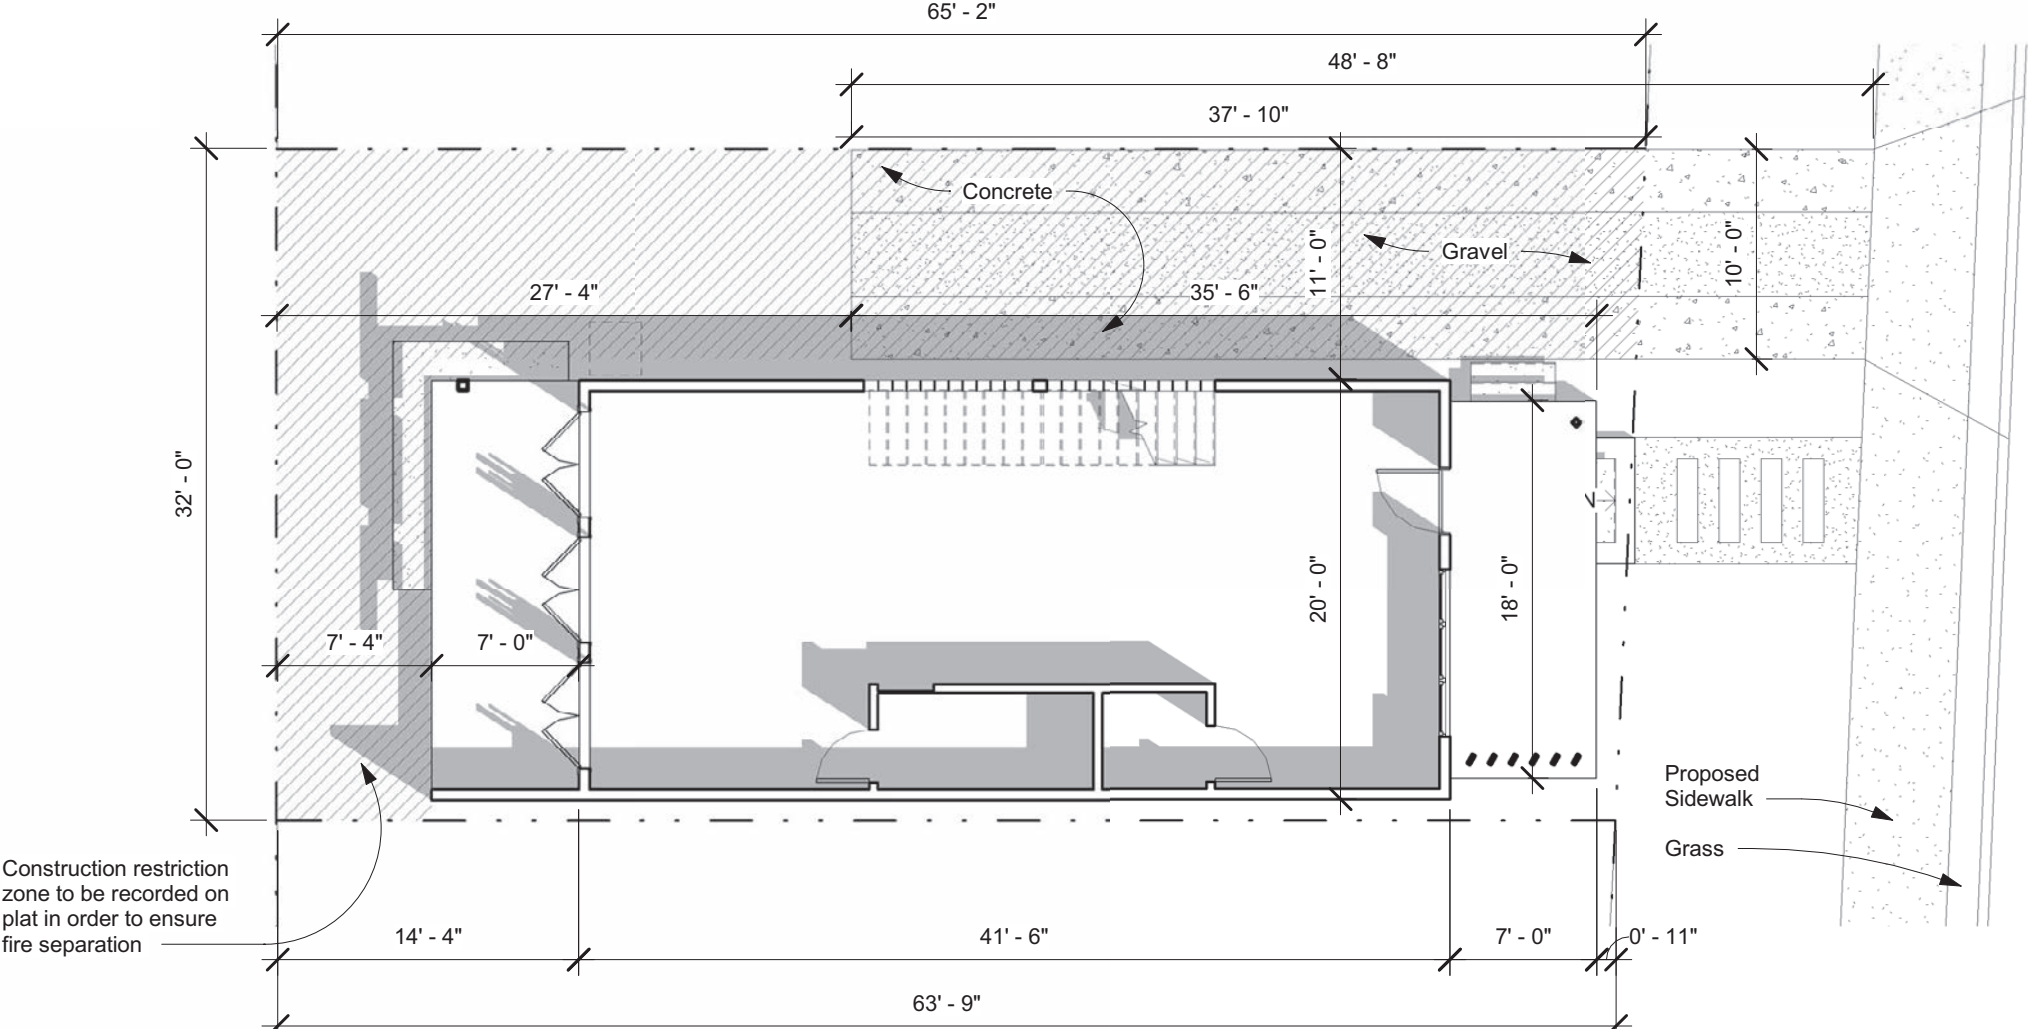 65' - 2"
48' - 8"
37' - 10"
Concrete
11' - 0"
Gravel
10' - 0"
27' - 4"
35' - 6"
32' - 0"
20' - 0"
18' - 0"
7' - 4"
7' - 0"
Proposed
Sidewalk
Grass
Construction restriction
zone to be recorded on
plat in order to ensure
fire separation
14' - 4"
41' - 6"
7' - 0"
0' - 11"
63' - 9"